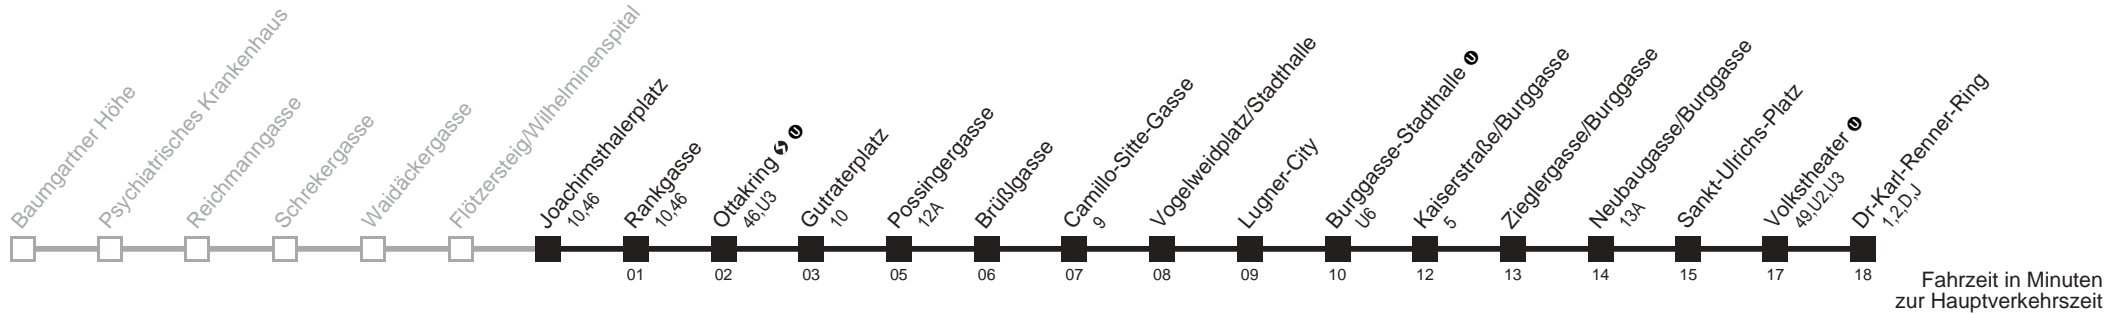 Baumgartner Höhe
Psychiatrisches Krankenhaus
Reichmanngasse
Schrekergasse
Waidäckergasse
Flötzersteig/Wilhelminenspital
Joachimsthalerplatz
10,46
Rankgasse
10,46
01
Ottakring S U
46,U3
02
Gutraterplatz
10
03
Possingergasse
12A
05
Brüßlgasse
06
Camillo-Sitte-Gasse
9
07
Vogelweidplatz/Stadthalle
08
Lugner-City
09
Burggasse-Stadthalle U
U6
10
Kaiserstraße/Burggasse
5
12
Zieglergasse/Burggasse
13
Neubaugasse/Burggasse
13A
14
Sankt-Ulrichs-Platz
15
Volkstheater U
49,U2,U3
17
Dr-Karl-Renner-Ring
1,2,D,J
18
Fahrzeit in Minuten
zur Hauptverkehrszeit